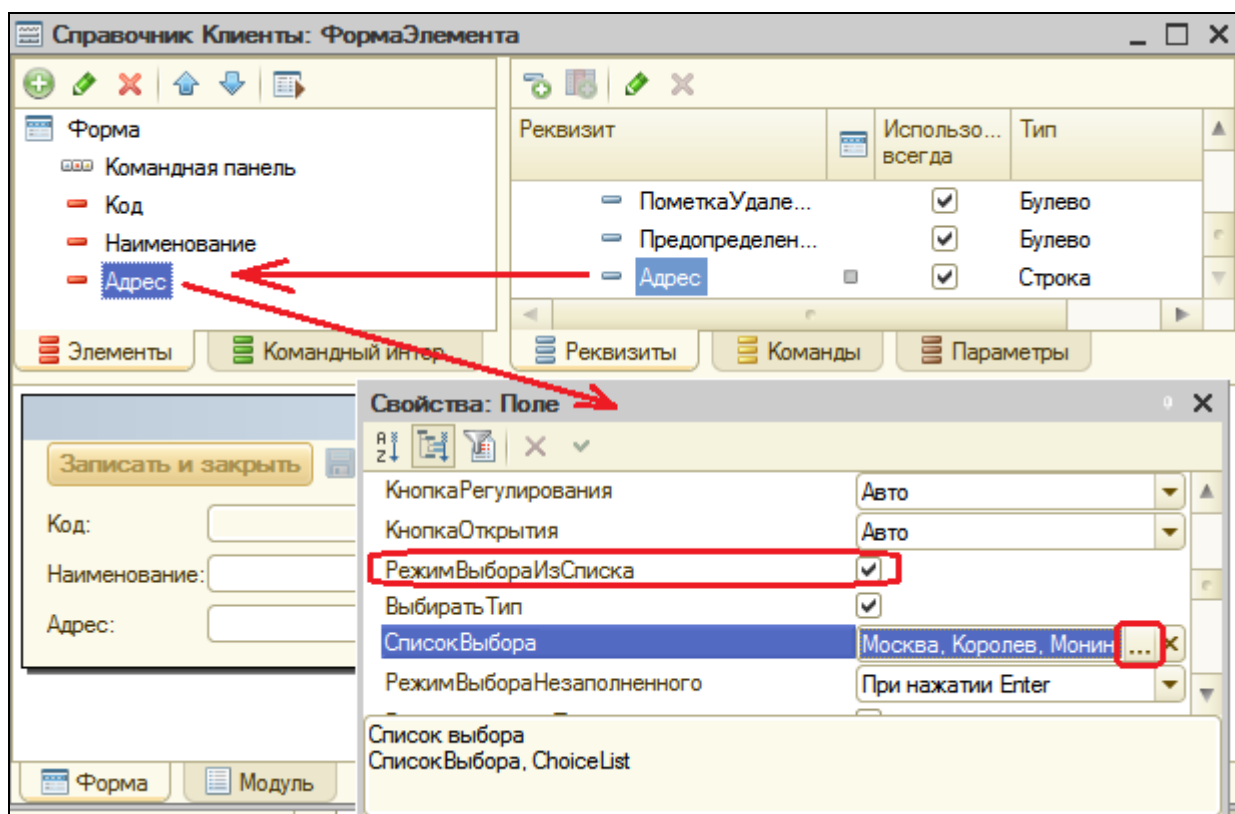 Справочник Клиенты: ФормаЭлемента
Форма
Командная панель
Код
Наименование
Адрес
Элементы
Командный интер...
Реквизит
Использо... всегда
Тип
ПометкаУдале...
Булево
Предопределен...
Булево
Адрес
Строка
Реквизиты
Команды
Параметры
Записать и закрыть
Код:
Наименование:
Адрес:
Форма
Модуль
Свойства: Поле
КнопкаРегулирования
Авто
КнопкаОткрытия
Авто
РежимВыбораИзСписка
ВыбиратьТип
СписокВыбора
Москва, Королев, Монин
...
РежимВыбораНезаполненного
При нажатии Enter
Список выбора
СписокВыбора, ChoiceList